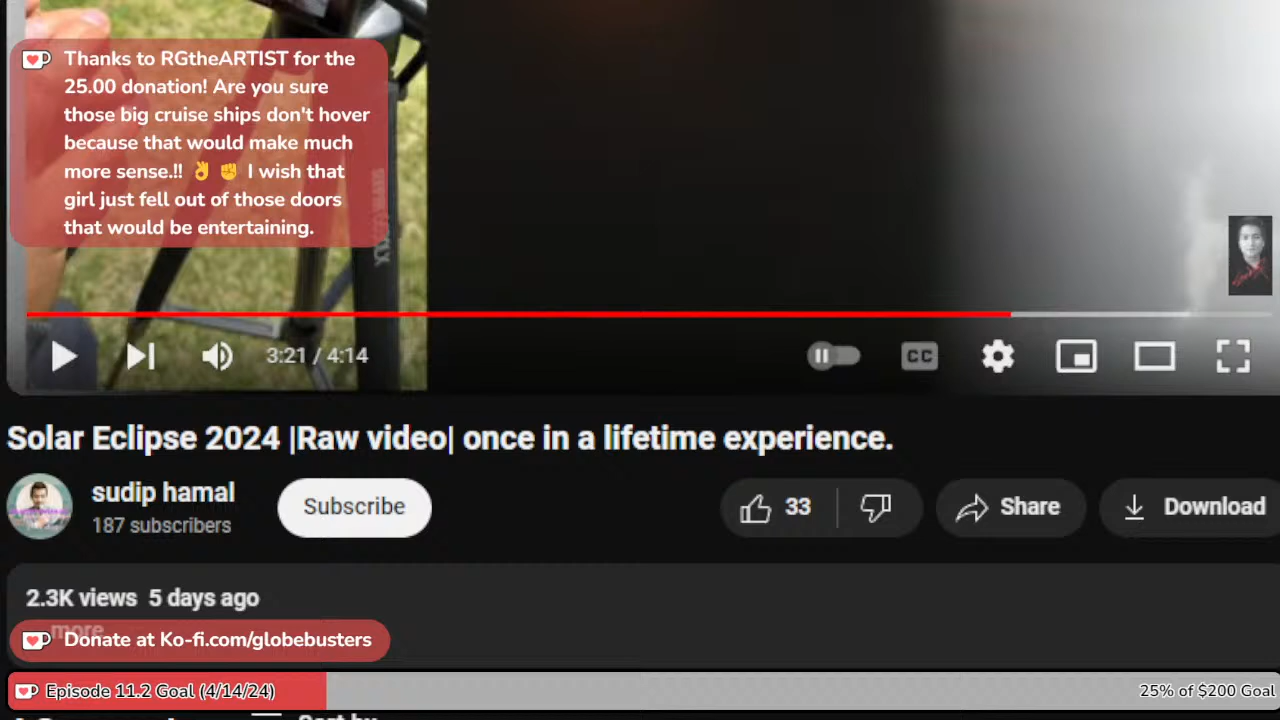 Thanks to RGtheARTIST for the
25.00 donation! Are you sure
those big cruise ships don't hover
because that would make much
more sense.!! 👌 ✊ I wish that
girl just fell out of those doors
that would be entertaining.
3:21 / 4:14
CC
Solar Eclipse 2024 |Raw video| once in a lifetime experience.
sudip hamal
187 subscribers
Subscribe
33
Share
Download
2.3K views 5 days ago
more
Donate at Ko-fi.com/globebusters
Episode 11.2 Goal (4/14/24)
25% of $200 Goal
Sort by